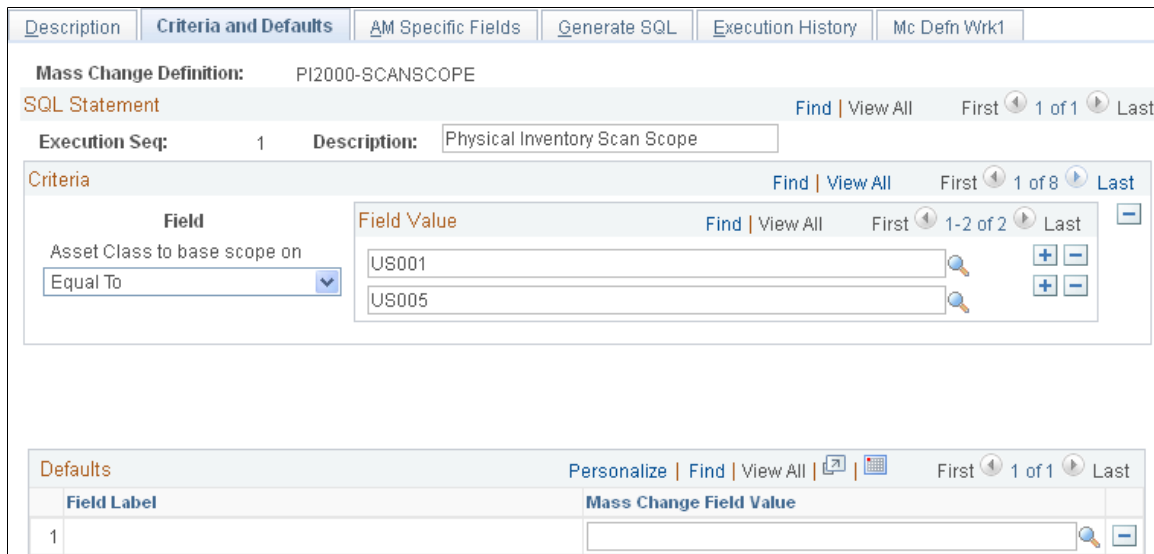 Description Criteria and Defaults AM Specific Fields Generate SQL Execution History Mc Defn Wrk1
Mass Change Definition: PI2000-SCANSCOPE
SQL Statement Find | View All First 1 of 1 Last
Execution Seq: 1 Description: Physical Inventory Scan Scope
Criteria Find | View All First 1 of 8 Last
Field Field Value Find | View All First 1-2 of 2 Last
Asset Class to base scope on
US001
Equal To
US005
Defaults Personalize | Find | View All | | First 1 of 1 Last
Field Label Mass Change Field Value
1